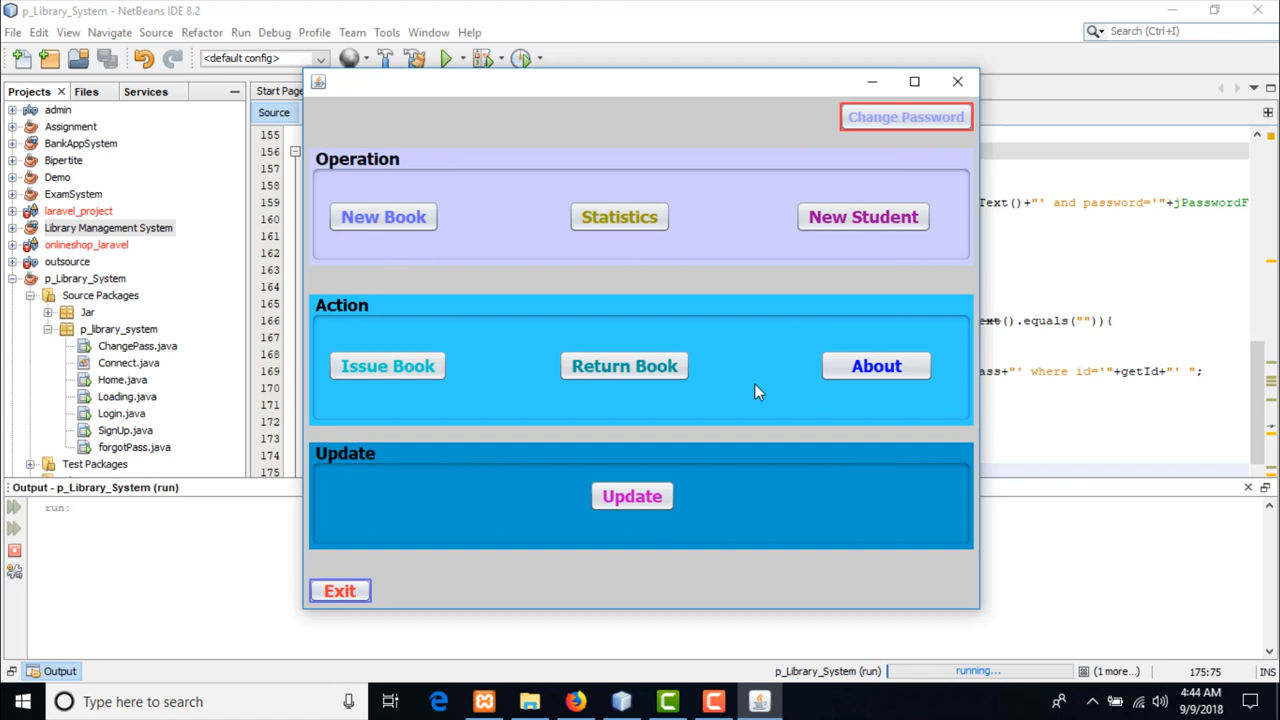 p_Library_System - NetBeans IDE 8.2
File Edit View Navigate Source Refactor Run Debug Profile Team Tools Window Help
Search (Ctrl+I)
<default config>
Projects Files Services
Start Page
Source
admin
Assignment
BankAppSystem
Bipertite
Demo
ExamSystem
laravel_project
Library Management System
onlineshop_laravel
outsource
p_Library_System
Source Packages
Jar
p_library_system
ChangePass.java
Connect.java
Home.java
Loading.java
Login.java
SignUp.java
forgotPass.java
Test Packages
155
156
157
158
159
160
161
162
163
164
165
166
167
168
169
170
171
172
173
174
175
Text()+"' and password='"+jPasswordF
ext().equals("")){
ass+"' where id='"+getId+"' ";
Change Password
Operation
New Book Statistics New Student
Action
Issue Book Return Book About
Update
Update
Exit
Output - p_Library_System (run)
run:
Output
p_Library_System (run) running... (1 more...) 175:75 INS
Type here to search
4:44 AM
9/9/2018